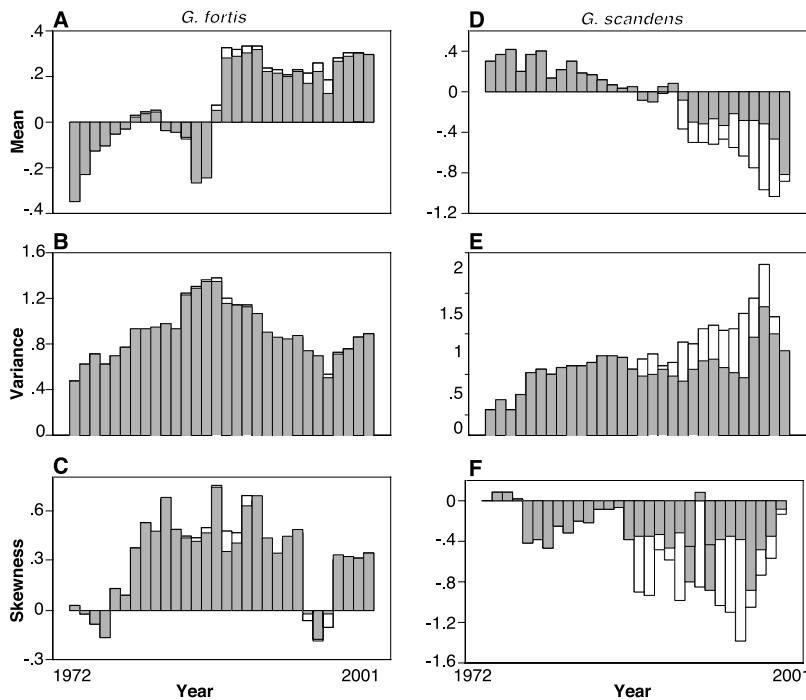 A G. fortis
.4
.2
0
-.2
-.4
Mean
B
1.6
1.2
.8
.4
0
Variance
C
.6
.3
0
-.3
Skewness
1972 2001
Year
D G. scandens
.4
0
-.4
-.8
-1.2
E
2
1.5
1
.5
0
F
0
-.4
-.8
-1.2
-1.6
1972 2001
Year